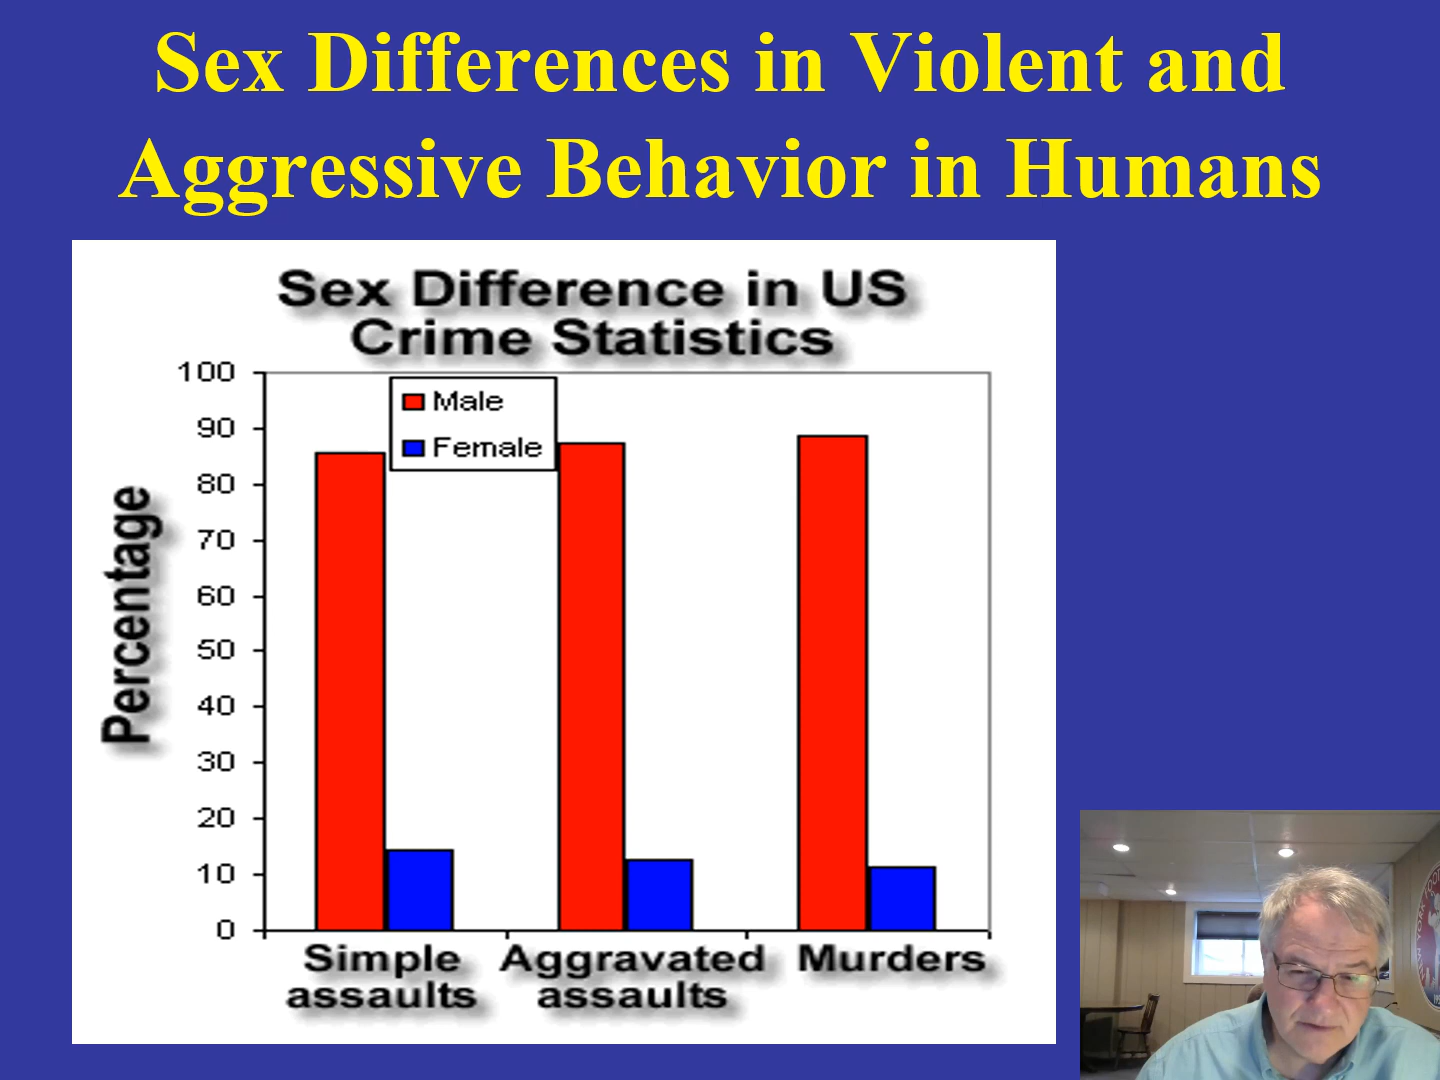 Sex Differences in Violent and
Aggressive Behavior in Humans
Sex Difference in US
Crime Statistics
Percentage
100
90
80
70
60
50
40
30
20
10
0
Male
Female
Simple
assaults
Aggravated
assaults
Murders